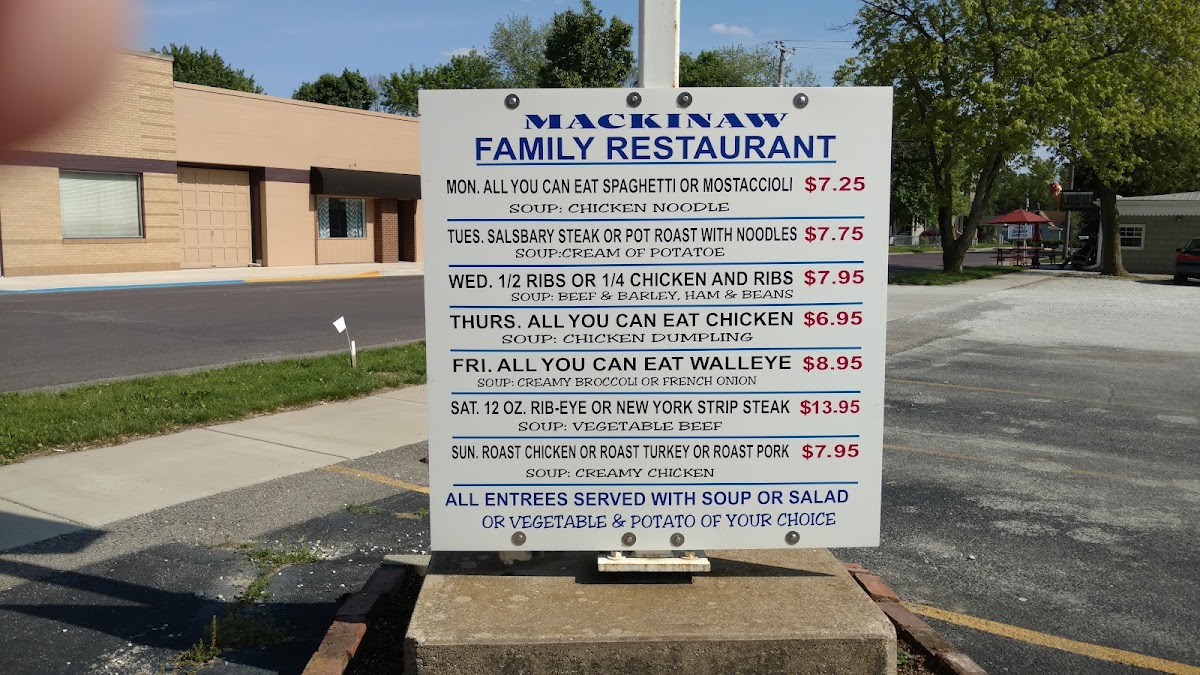 MACKINAW
FAMILY RESTAURANT
MON. ALL YOU CAN EAT SPAGHETTI OR MOSTACCIOLI $7.25
SOUP: CHICKEN NOODLE
TUES. SALSBARY STEAK OR POT ROAST WITH NOODLES $7.75
SOUP:CREAM OF POTATOE
WED. 1/2 RIBS OR 1/4 CHICKEN AND RIBS $7.95
SOUP: BEEF & BARLEY, HAM & BEANS
THURS. ALL YOU CAN EAT CHICKEN $6.95
SOUP: CHICKEN DUMPLING
FRI. ALL YOU CAN EAT WALLEYE $8.95
SOUP: CREAMY BROCCOLI OR FRENCH ONION
SAT. 12 OZ. RIB-EYE OR NEW YORK STRIP STEAK $13.95
SOUP: VEGETABLE BEEF
SUN. ROAST CHICKEN OR ROAST TURKEY OR ROAST PORK $7.95
SOUP: CREAMY CHICKEN
ALL ENTREES SERVED WITH SOUP OR SALAD
OR VEGETABLE & POTATO OF YOUR CHOICE